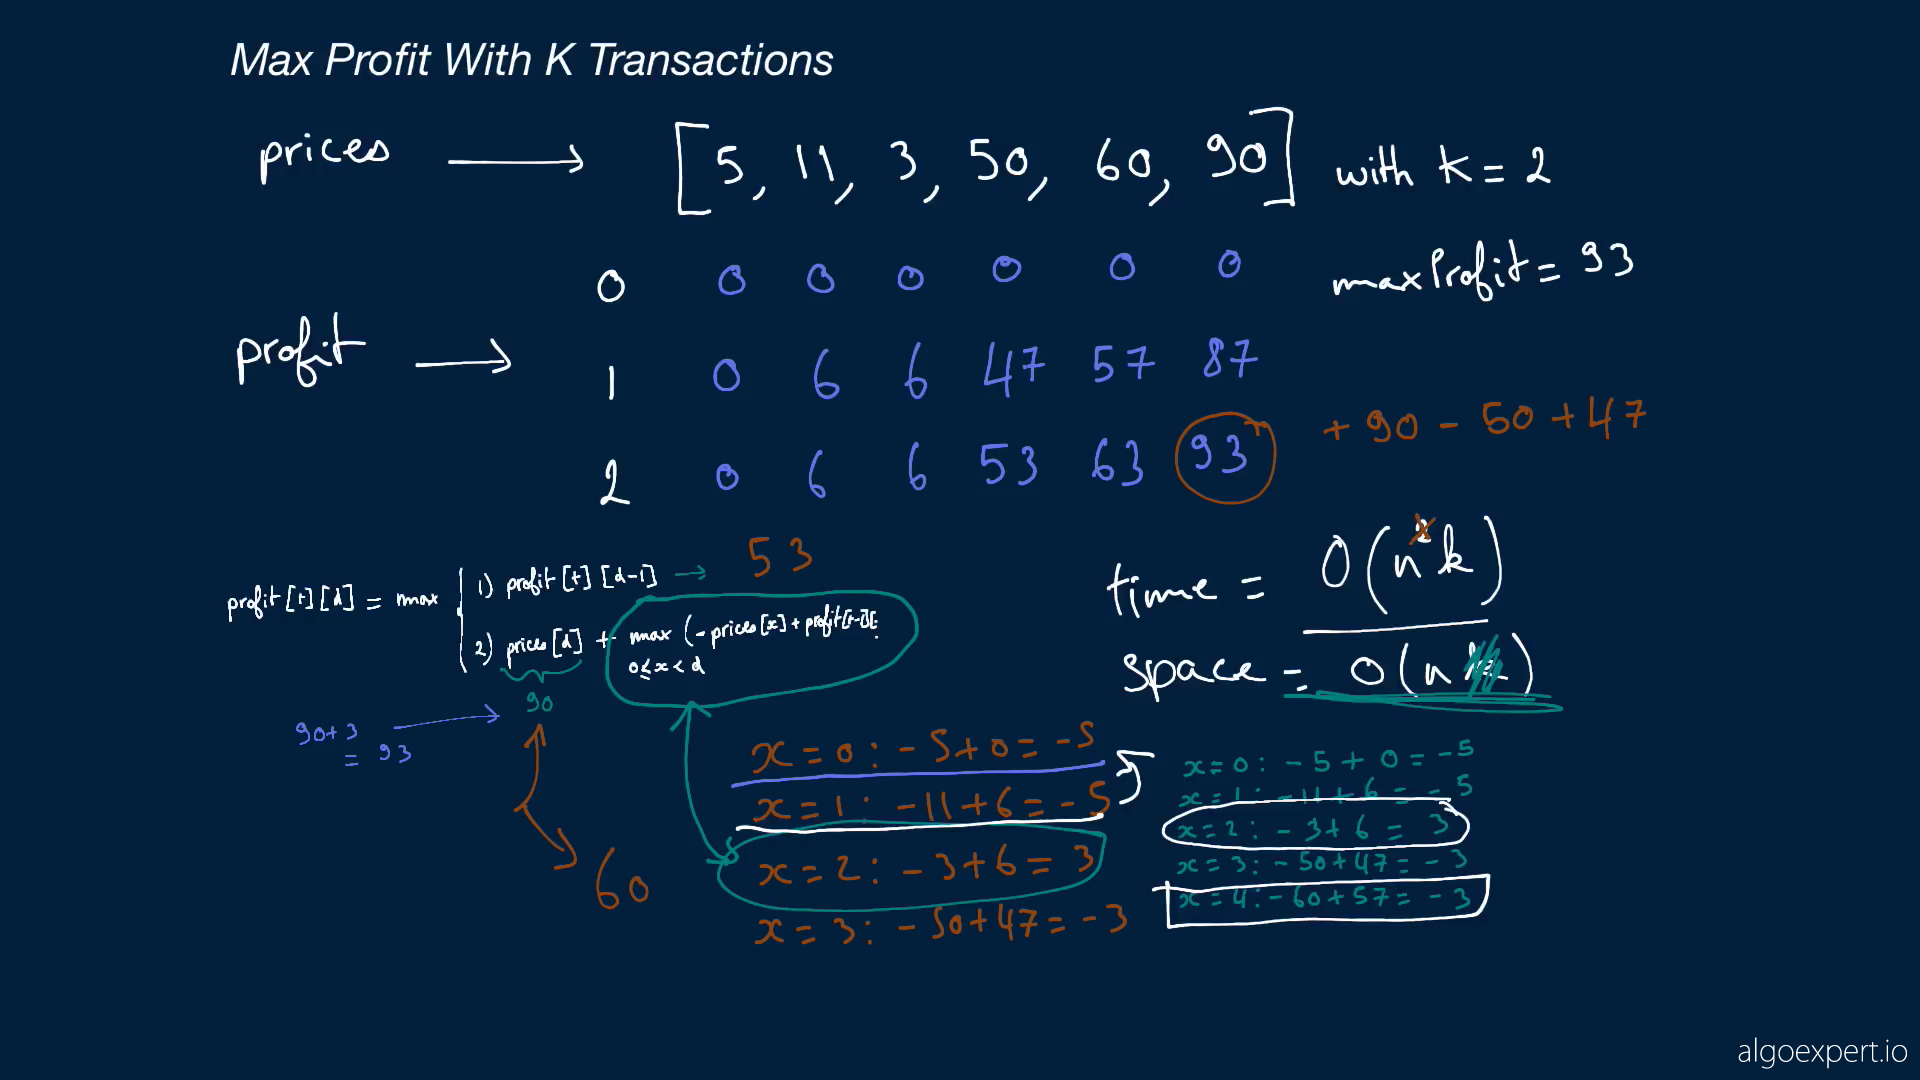 Max Profit With K Transactions
prices → [5, 11, 3, 50, 60, 90] with k = 2
0 0 0 0 0 0 0
maxProfit = 93
profit →
1 0 6 6 47 57 87
2 0 6 6 53 63 93
+ 90 - 50 + 47
53
profit[t][d] = max
1) profit[t][d-1] →
2) prices[d] + max (-prices[x] + profit[t-1][
0≤x<d
time = O(n²k)
space = O(n
90
90+3
= 93
60
x = 0 : - 5 + 0 = - 5
x = 1 : - 11 + 6 = - 5
x = 2 : - 3 + 6 = 3
x = 3 : - 50 + 47 = - 3
x = 0 : - 5 + 0 = - 5
x = 1 : - 11 + 6 = - 5
x = 2 : - 3 + 6 = 3
x = 3 : - 50 + 47 = - 3
x = 4 : - 60 + 57 = - 3
algoexpert.io